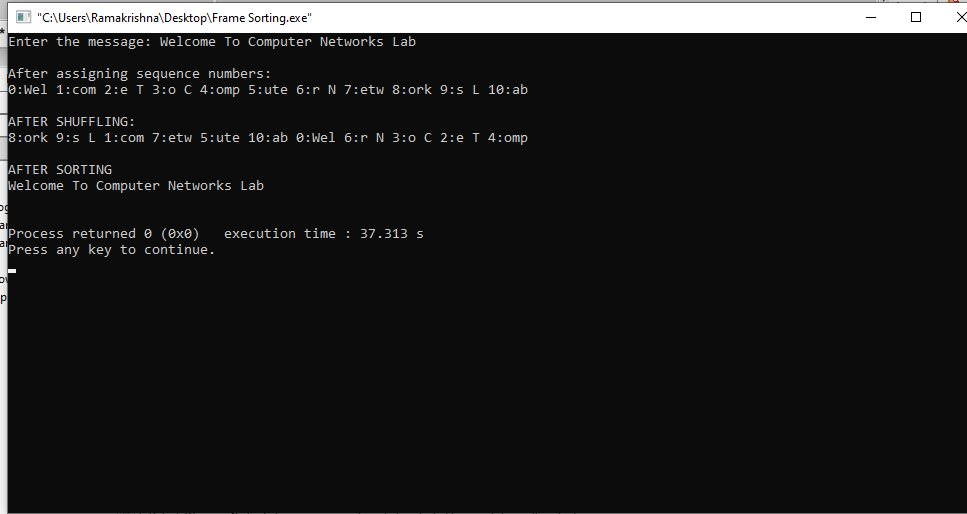 "C:\Users\Ramakrishna\Desktop\Frame Sorting.exe"
Enter the message: Welcome To Computer Networks Lab
After assigning sequence numbers:
0:Wel 1:com 2:e T 3:o C 4:omp 5:ute 6:r N 7:etw 8:ork 9:s L 10:ab
AFTER SHUFFLING:
8:ork 9:s L 1:com 7:etw 5:ute 10:ab 0:Wel 6:r N 3:o C 2:e T 4:omp
AFTER SORTING
Welcome To Computer Networks Lab
Process returned 0 (0x0)   execution time : 37.313 s
Press any key to continue.